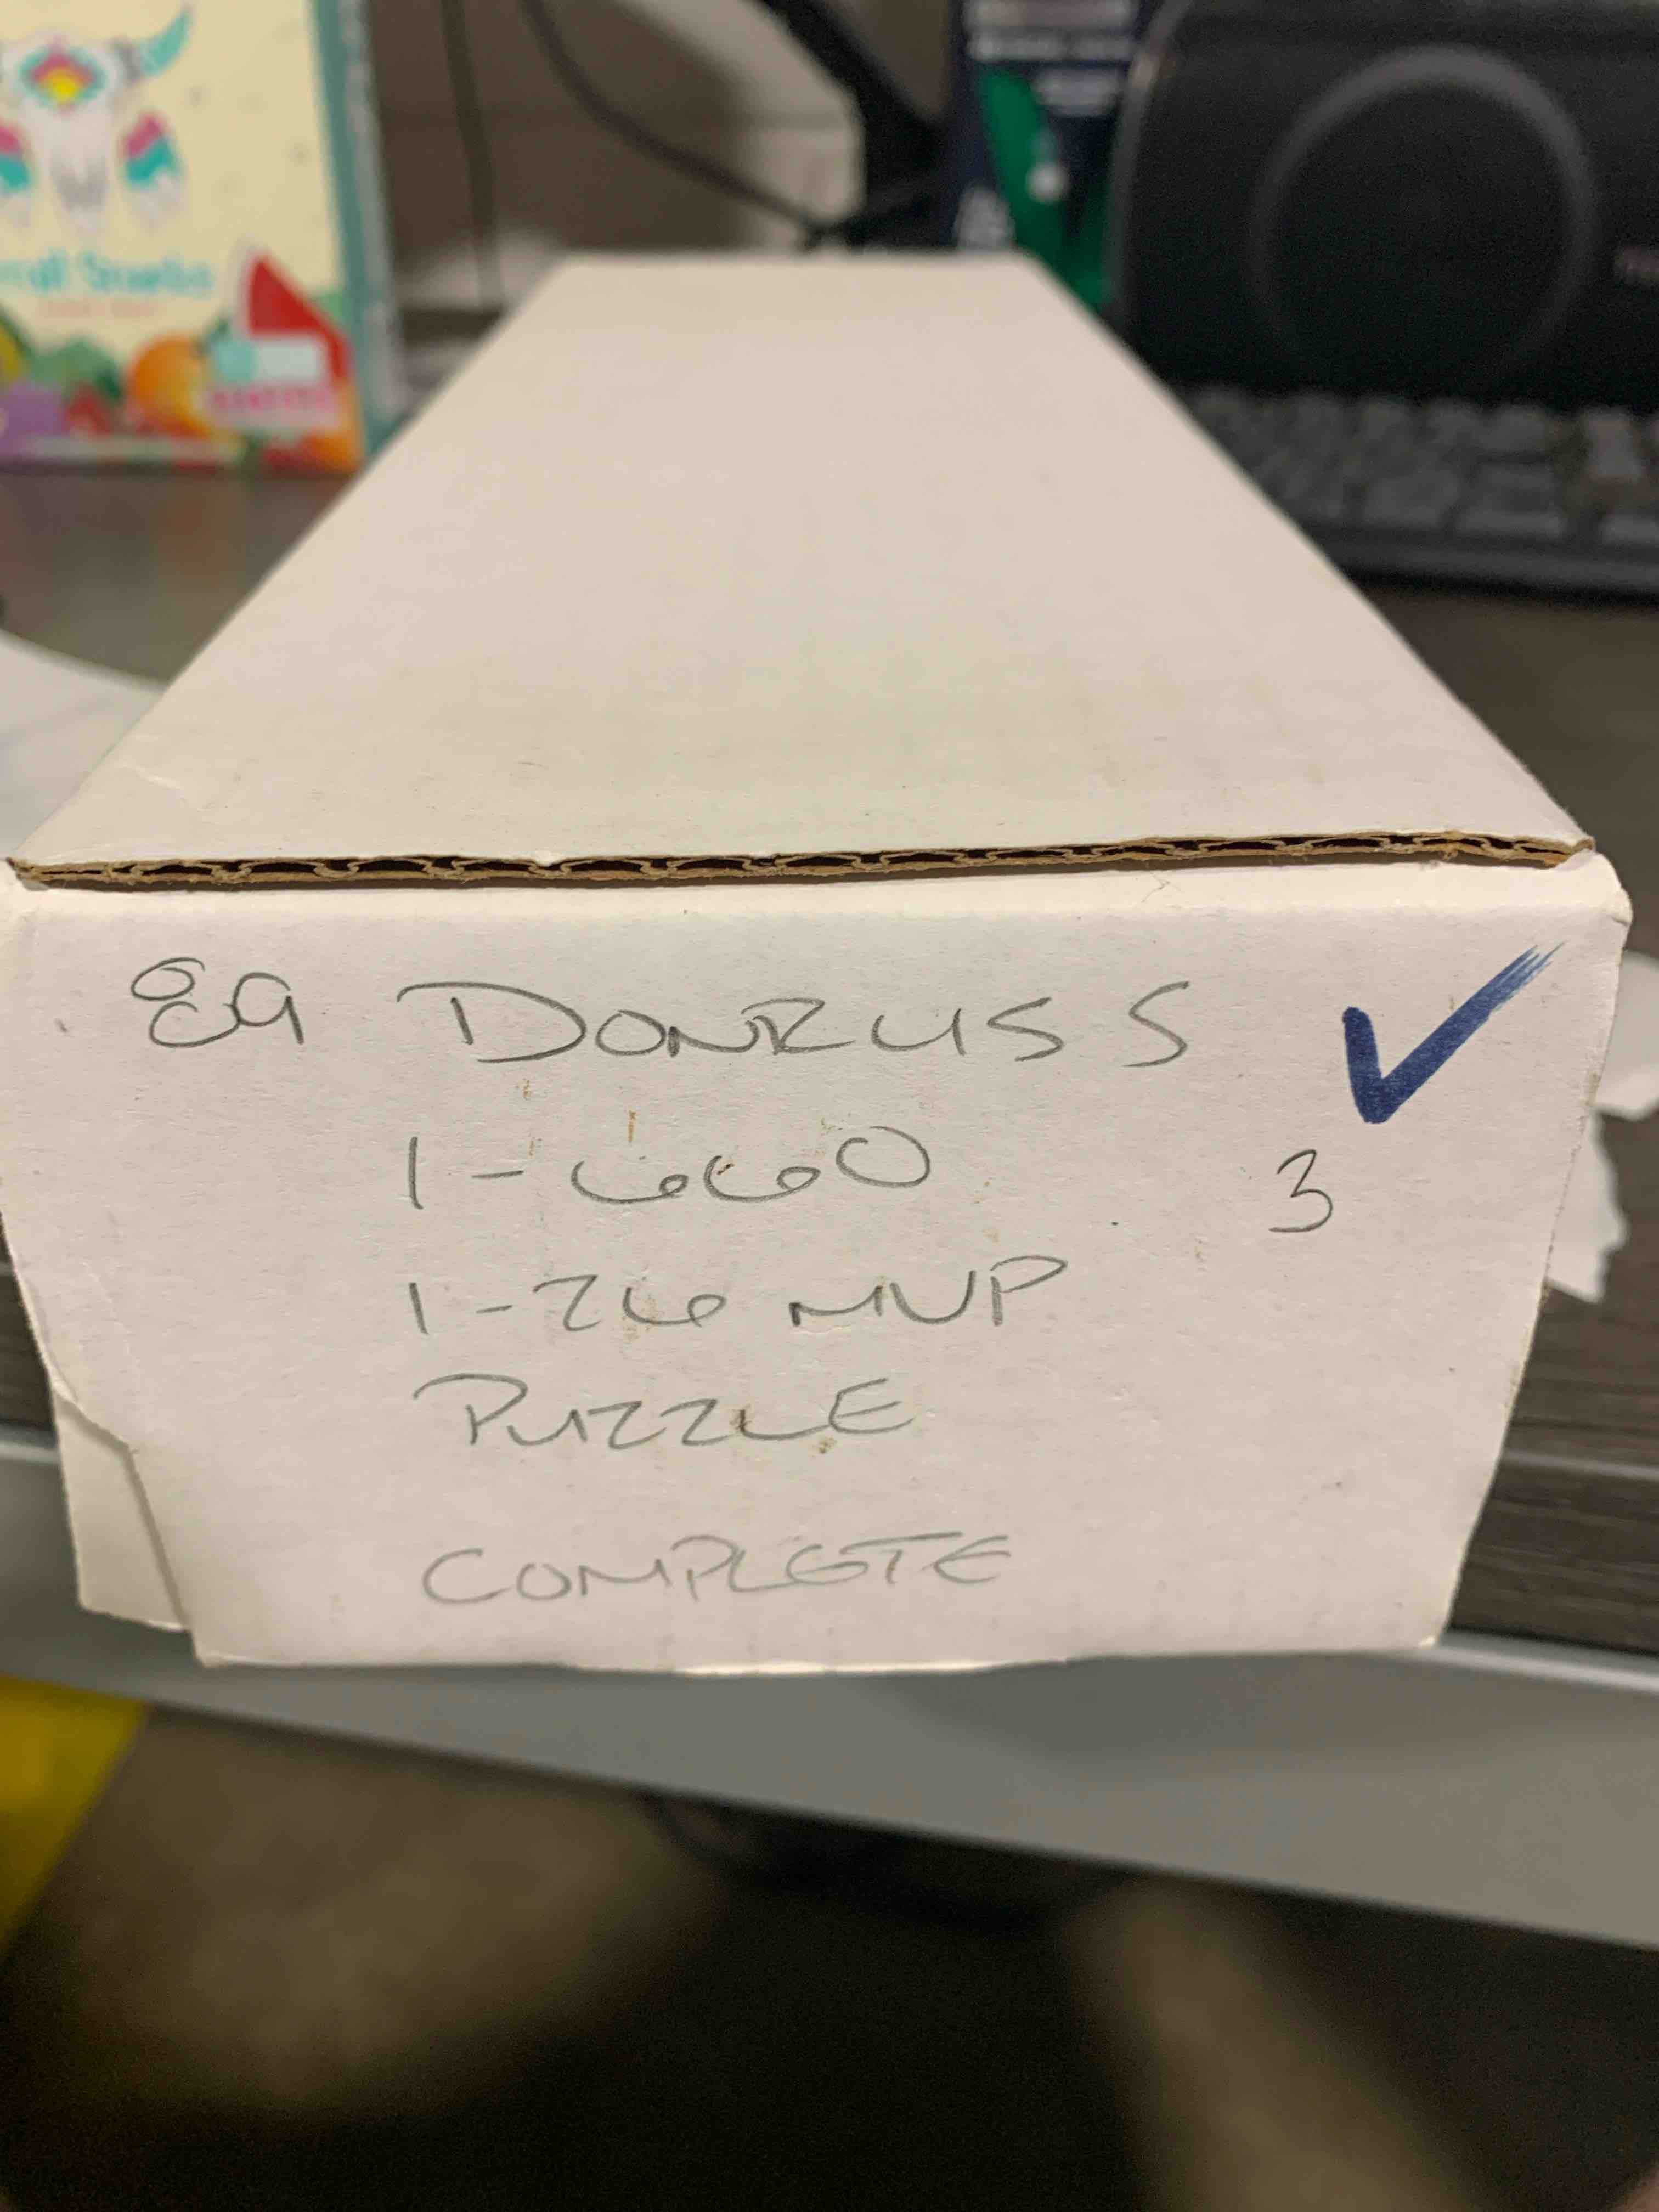 89 DONRUSS ✓
1-660 3
1-26 MVP
PUZZLE
COMPLETE